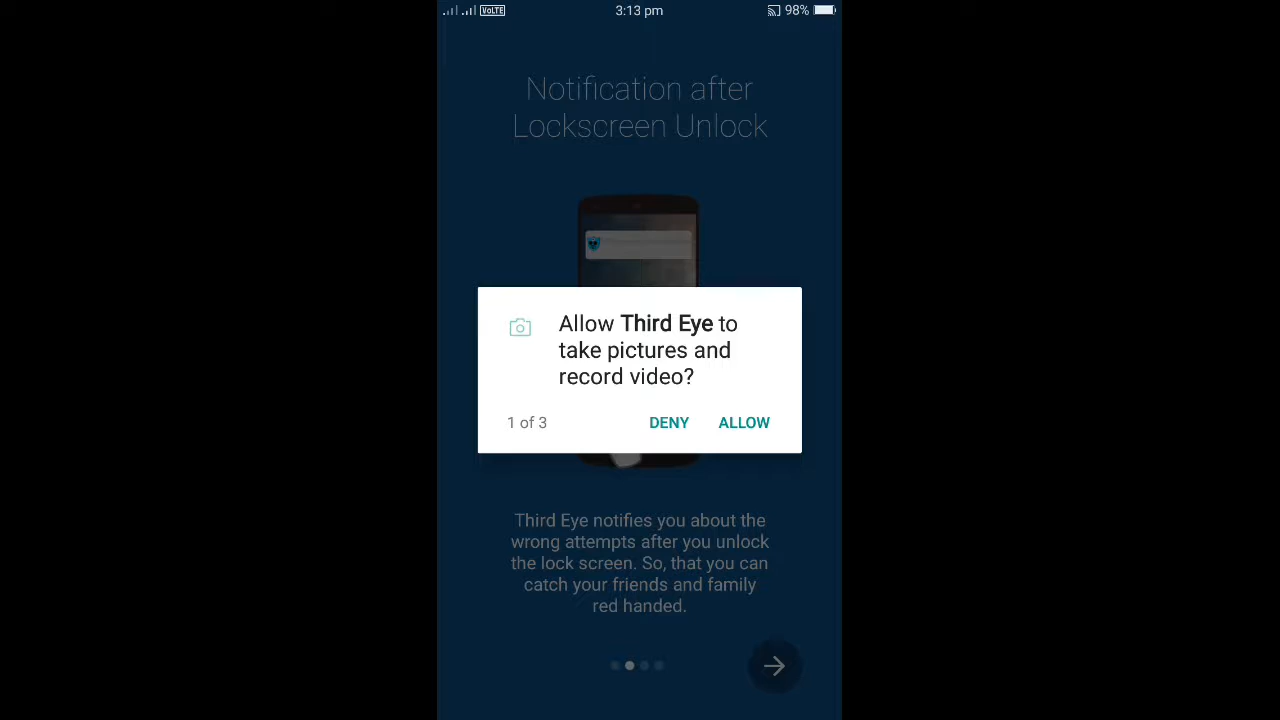 VoLTE
3:13 pm
98%
Notification after
Lockscreen Unlock
Allow Third Eye to
take pictures and
record video?
1 of 3
DENY
ALLOW
Third Eye notifies you about the
wrong attempts after you unlock
the lock screen. So, that you can
catch your friends and family
red handed.